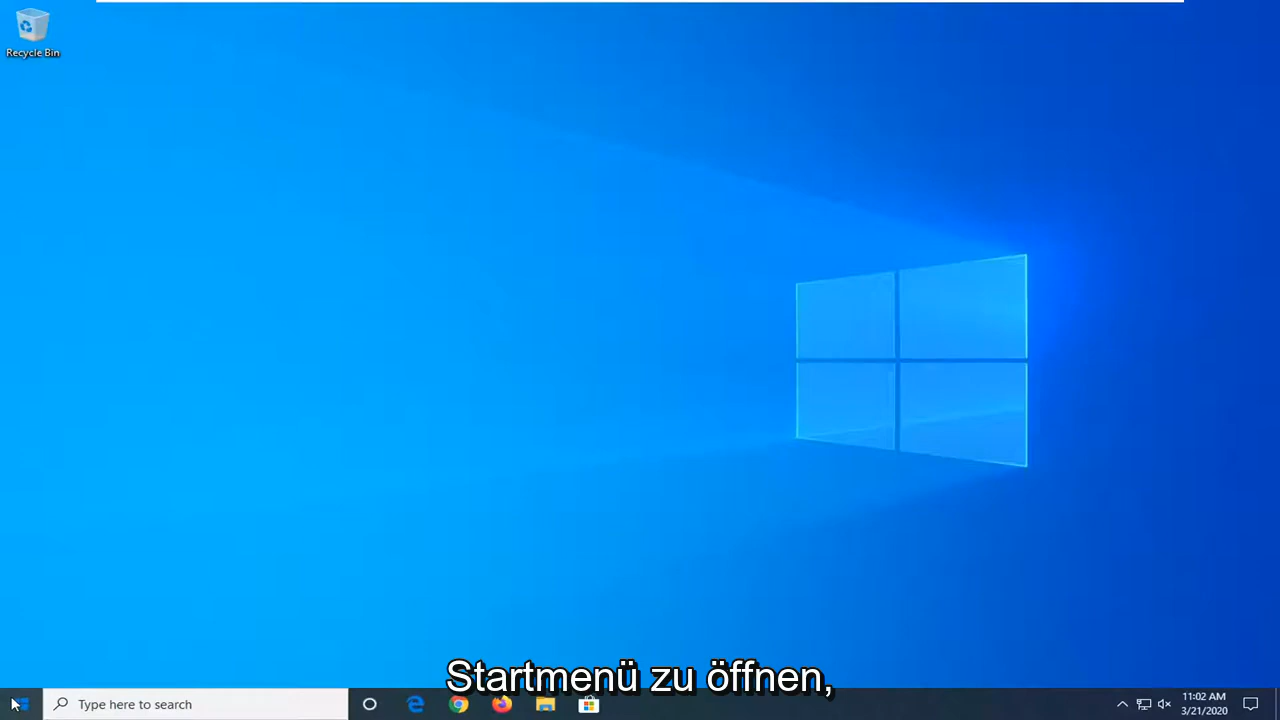 Recycle Bin
Startmenü zu öffnen,
Type here to search
11:02 AM
3/21/2020